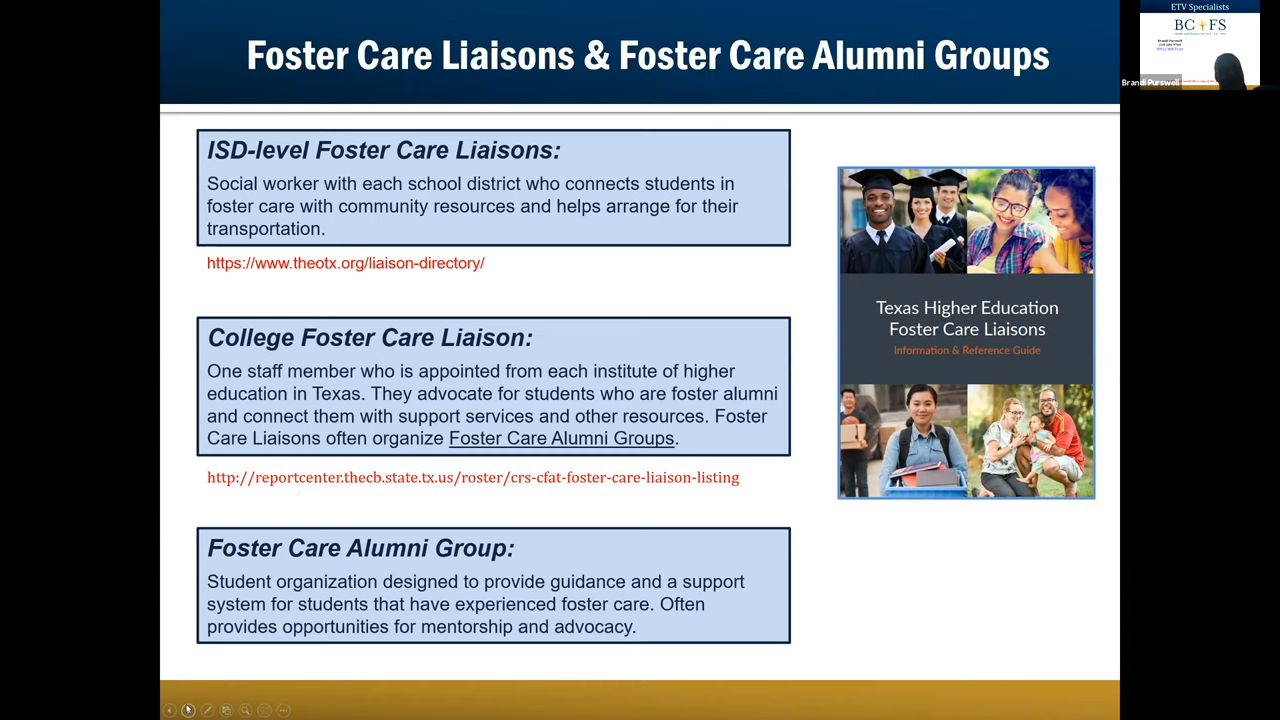 Foster Care Liaisons & Foster Care Alumni Groups
ISD-level Foster Care Liaisons:
Social worker with each school district who connects students in
foster care with community resources and helps arrange for their
transportation.
https://www.theotx.org/liaison-directory/
College Foster Care Liaison:
One staff member who is appointed from each institute of higher
education in Texas. They advocate for students who are foster alumni
and connect them with support services and other resources. Foster
Care Liaisons often organize Foster Care Alumni Groups.
http://reportcenter.thecb.state.tx.us/roster/crs-cfat-foster-care-liaison-listing
Foster Care Alumni Group:
Student organization designed to provide guidance and a support
system for students that have experienced foster care. Often
provides opportunities for mentorship and advocacy.
Texas Higher Education
Foster Care Liaisons
Information & Reference Guide
ETV Specialists
BCFS
Brandi Purswell
Brandi Purswell